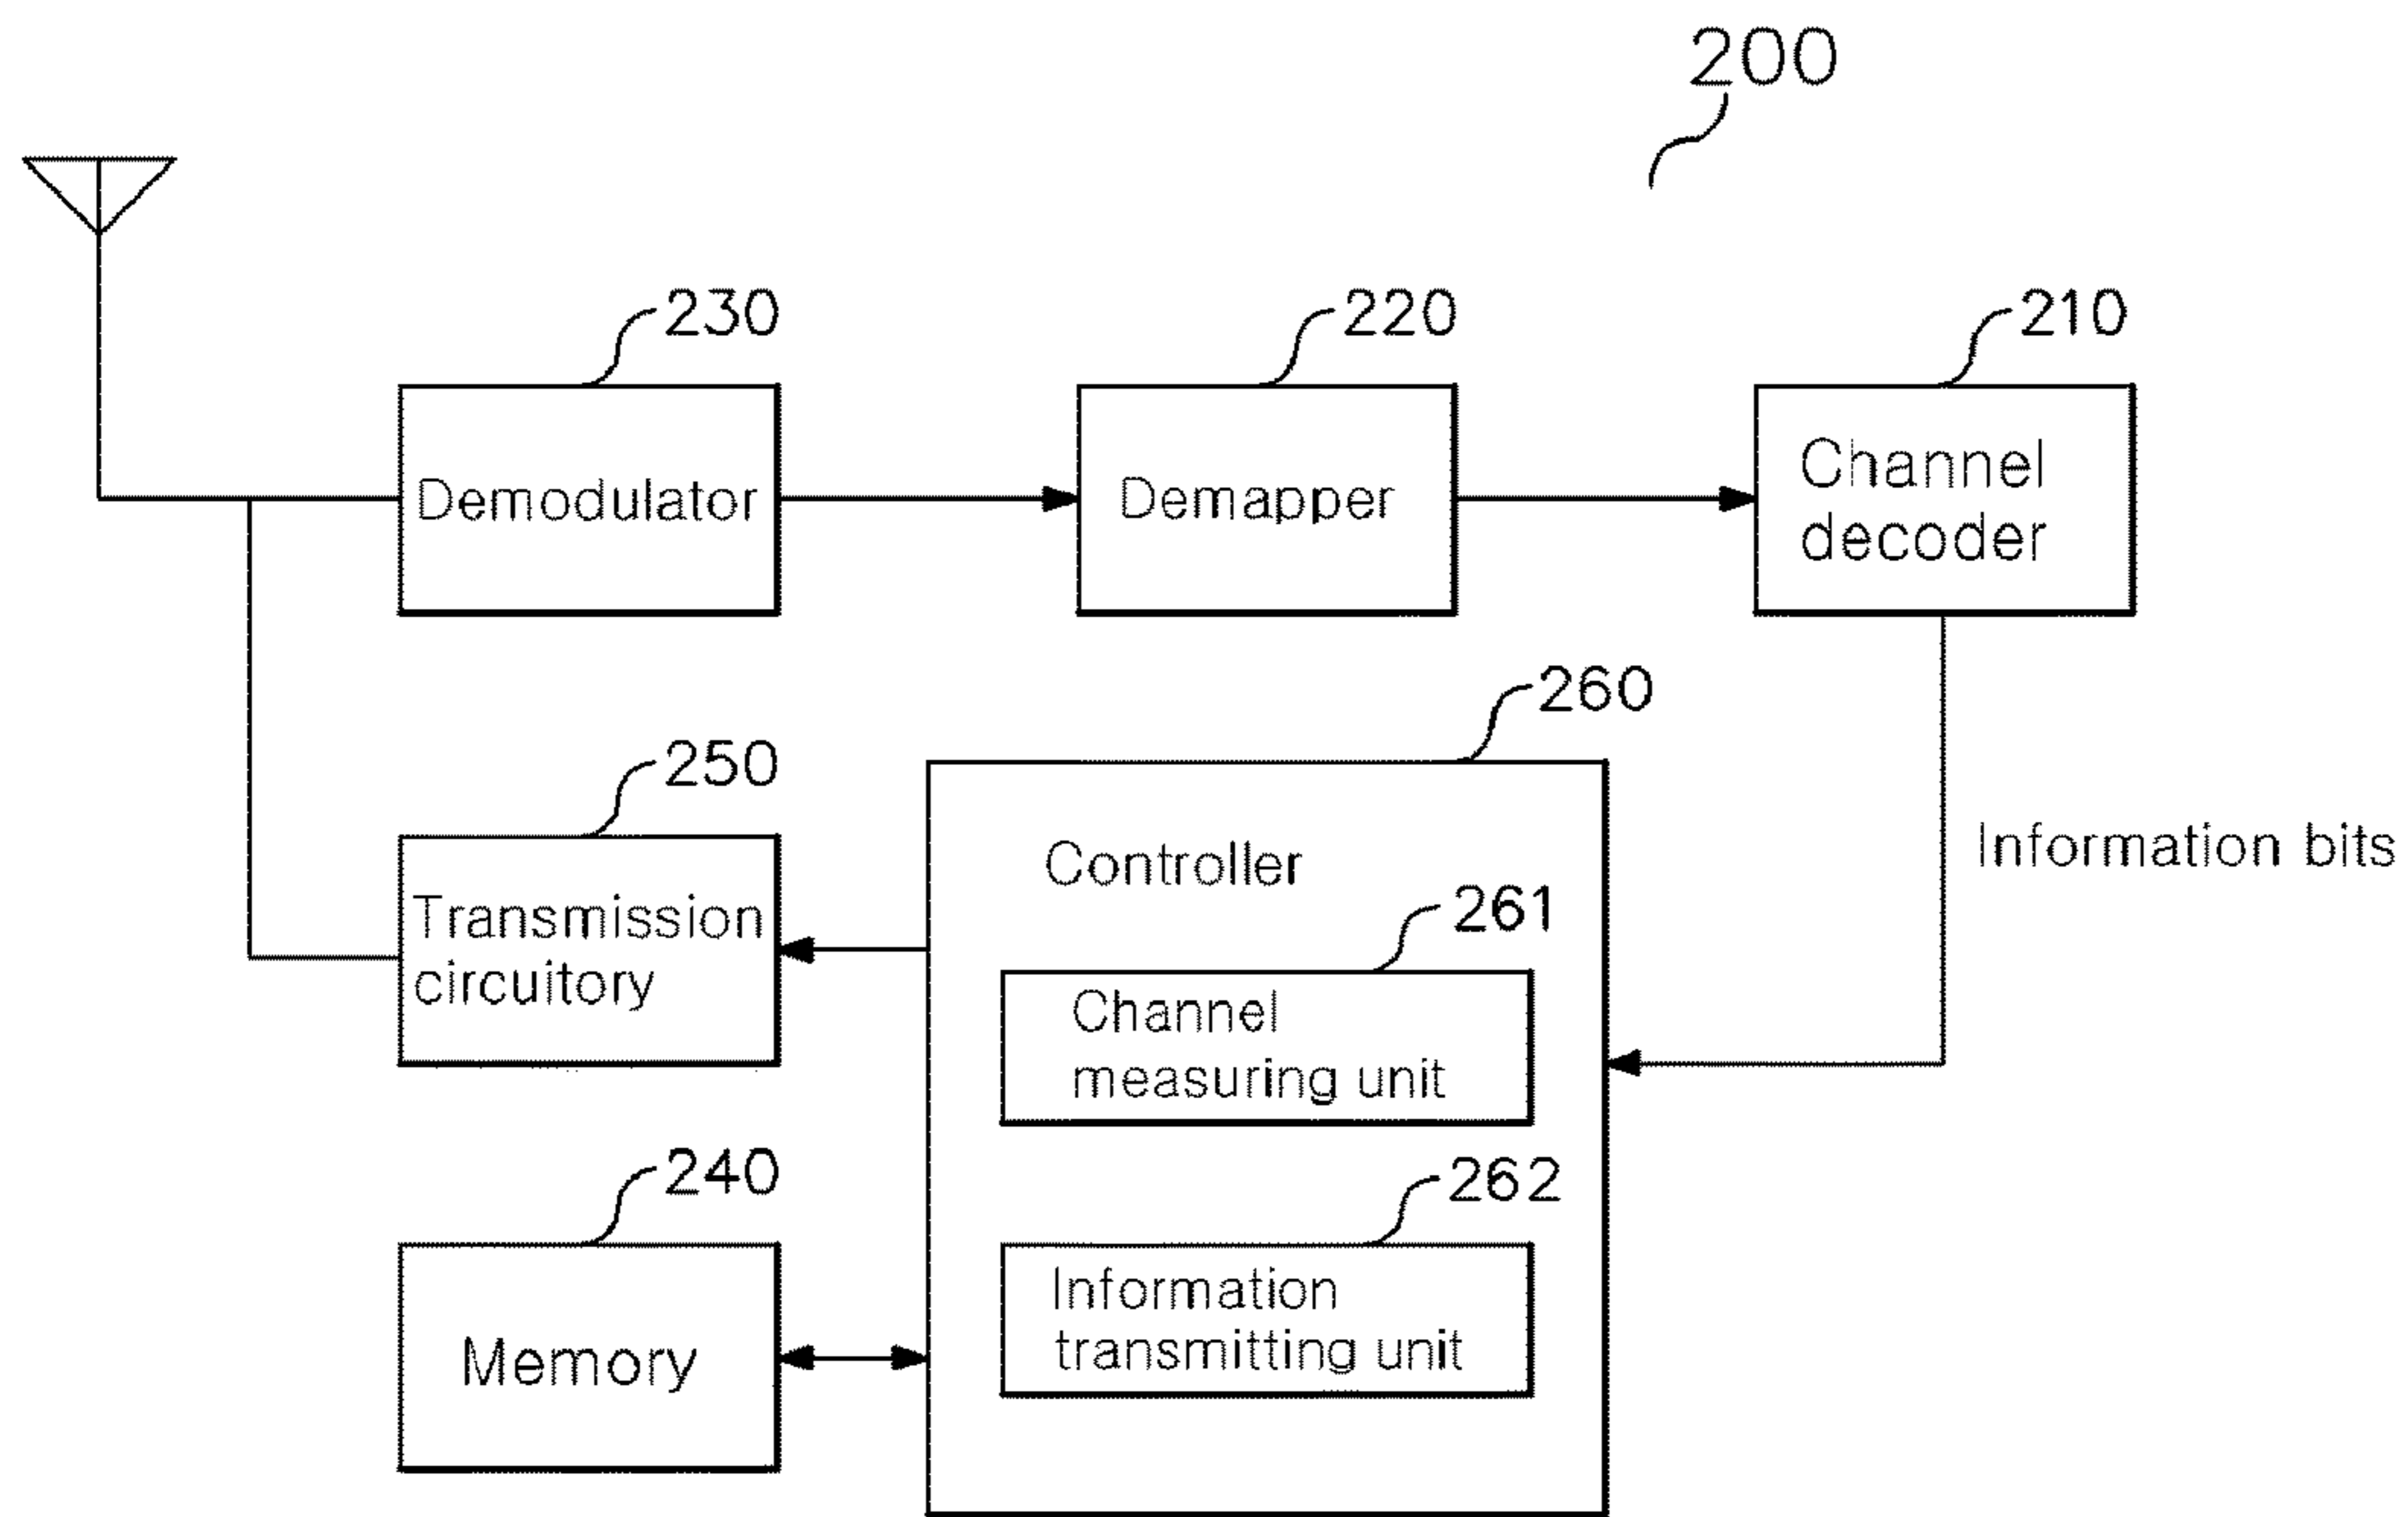 200
230
220
210
Demodulator
Demapper
Channel
decoder
260
250
Information bits
Controller
Transmission
circuitory
261
Channel
measuring unit
240
262
Memory
Information
transmitting unit